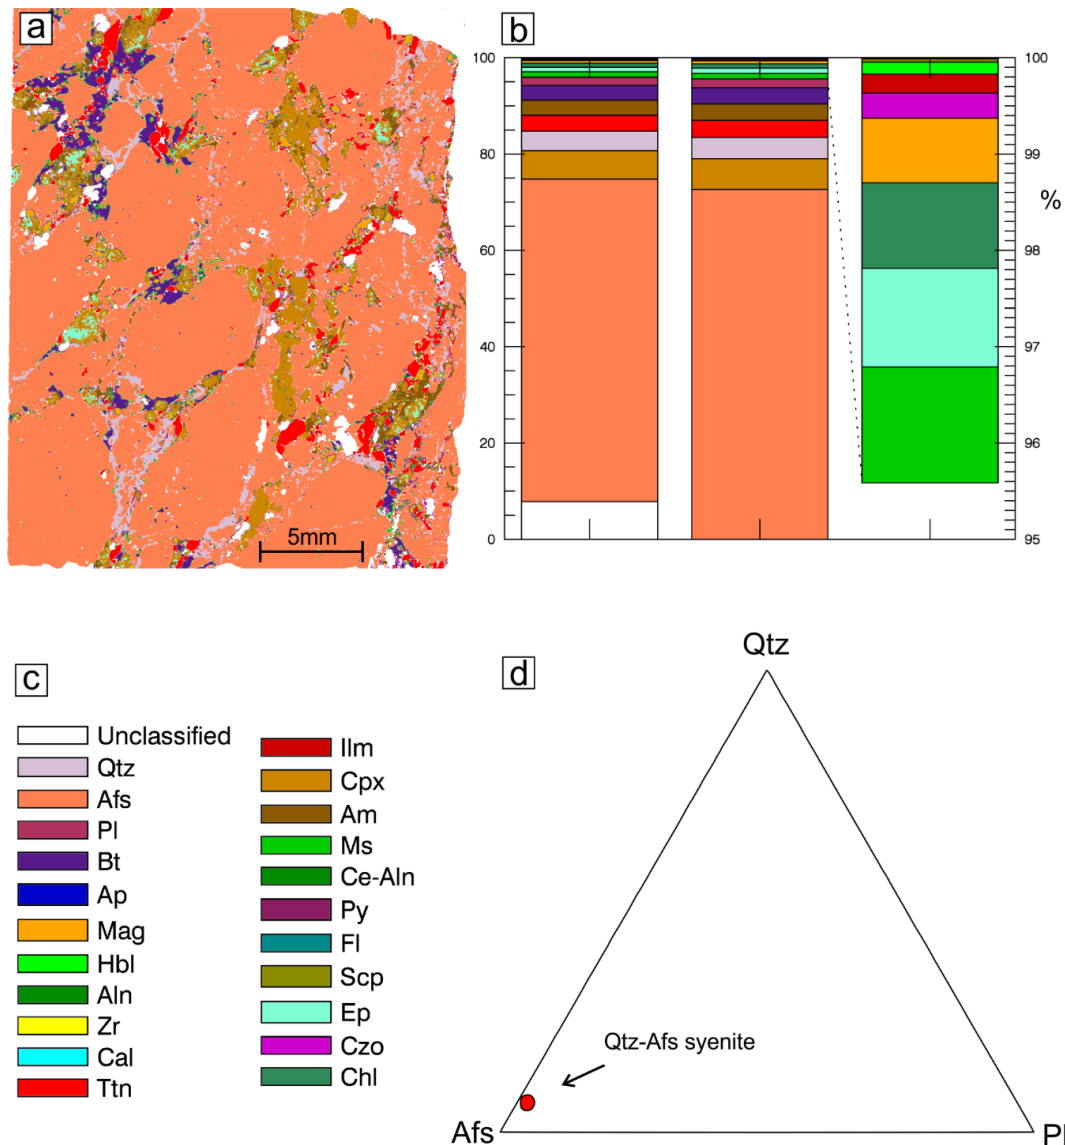 a
5mm
b
100
80
60
40
20
0
100
99
98
97
96
95
%
c
Unclassified
Qtz
Afs
Pl
Bt
Ap
Mag
Hbl
Aln
Zr
Cal
Ttn
Ilm
Cpx
Am
Ms
Ce-Aln
Py
Fl
Scp
Ep
Czo
Chl
d
Qtz
Qtz-Afs syenite
Afs
Pl